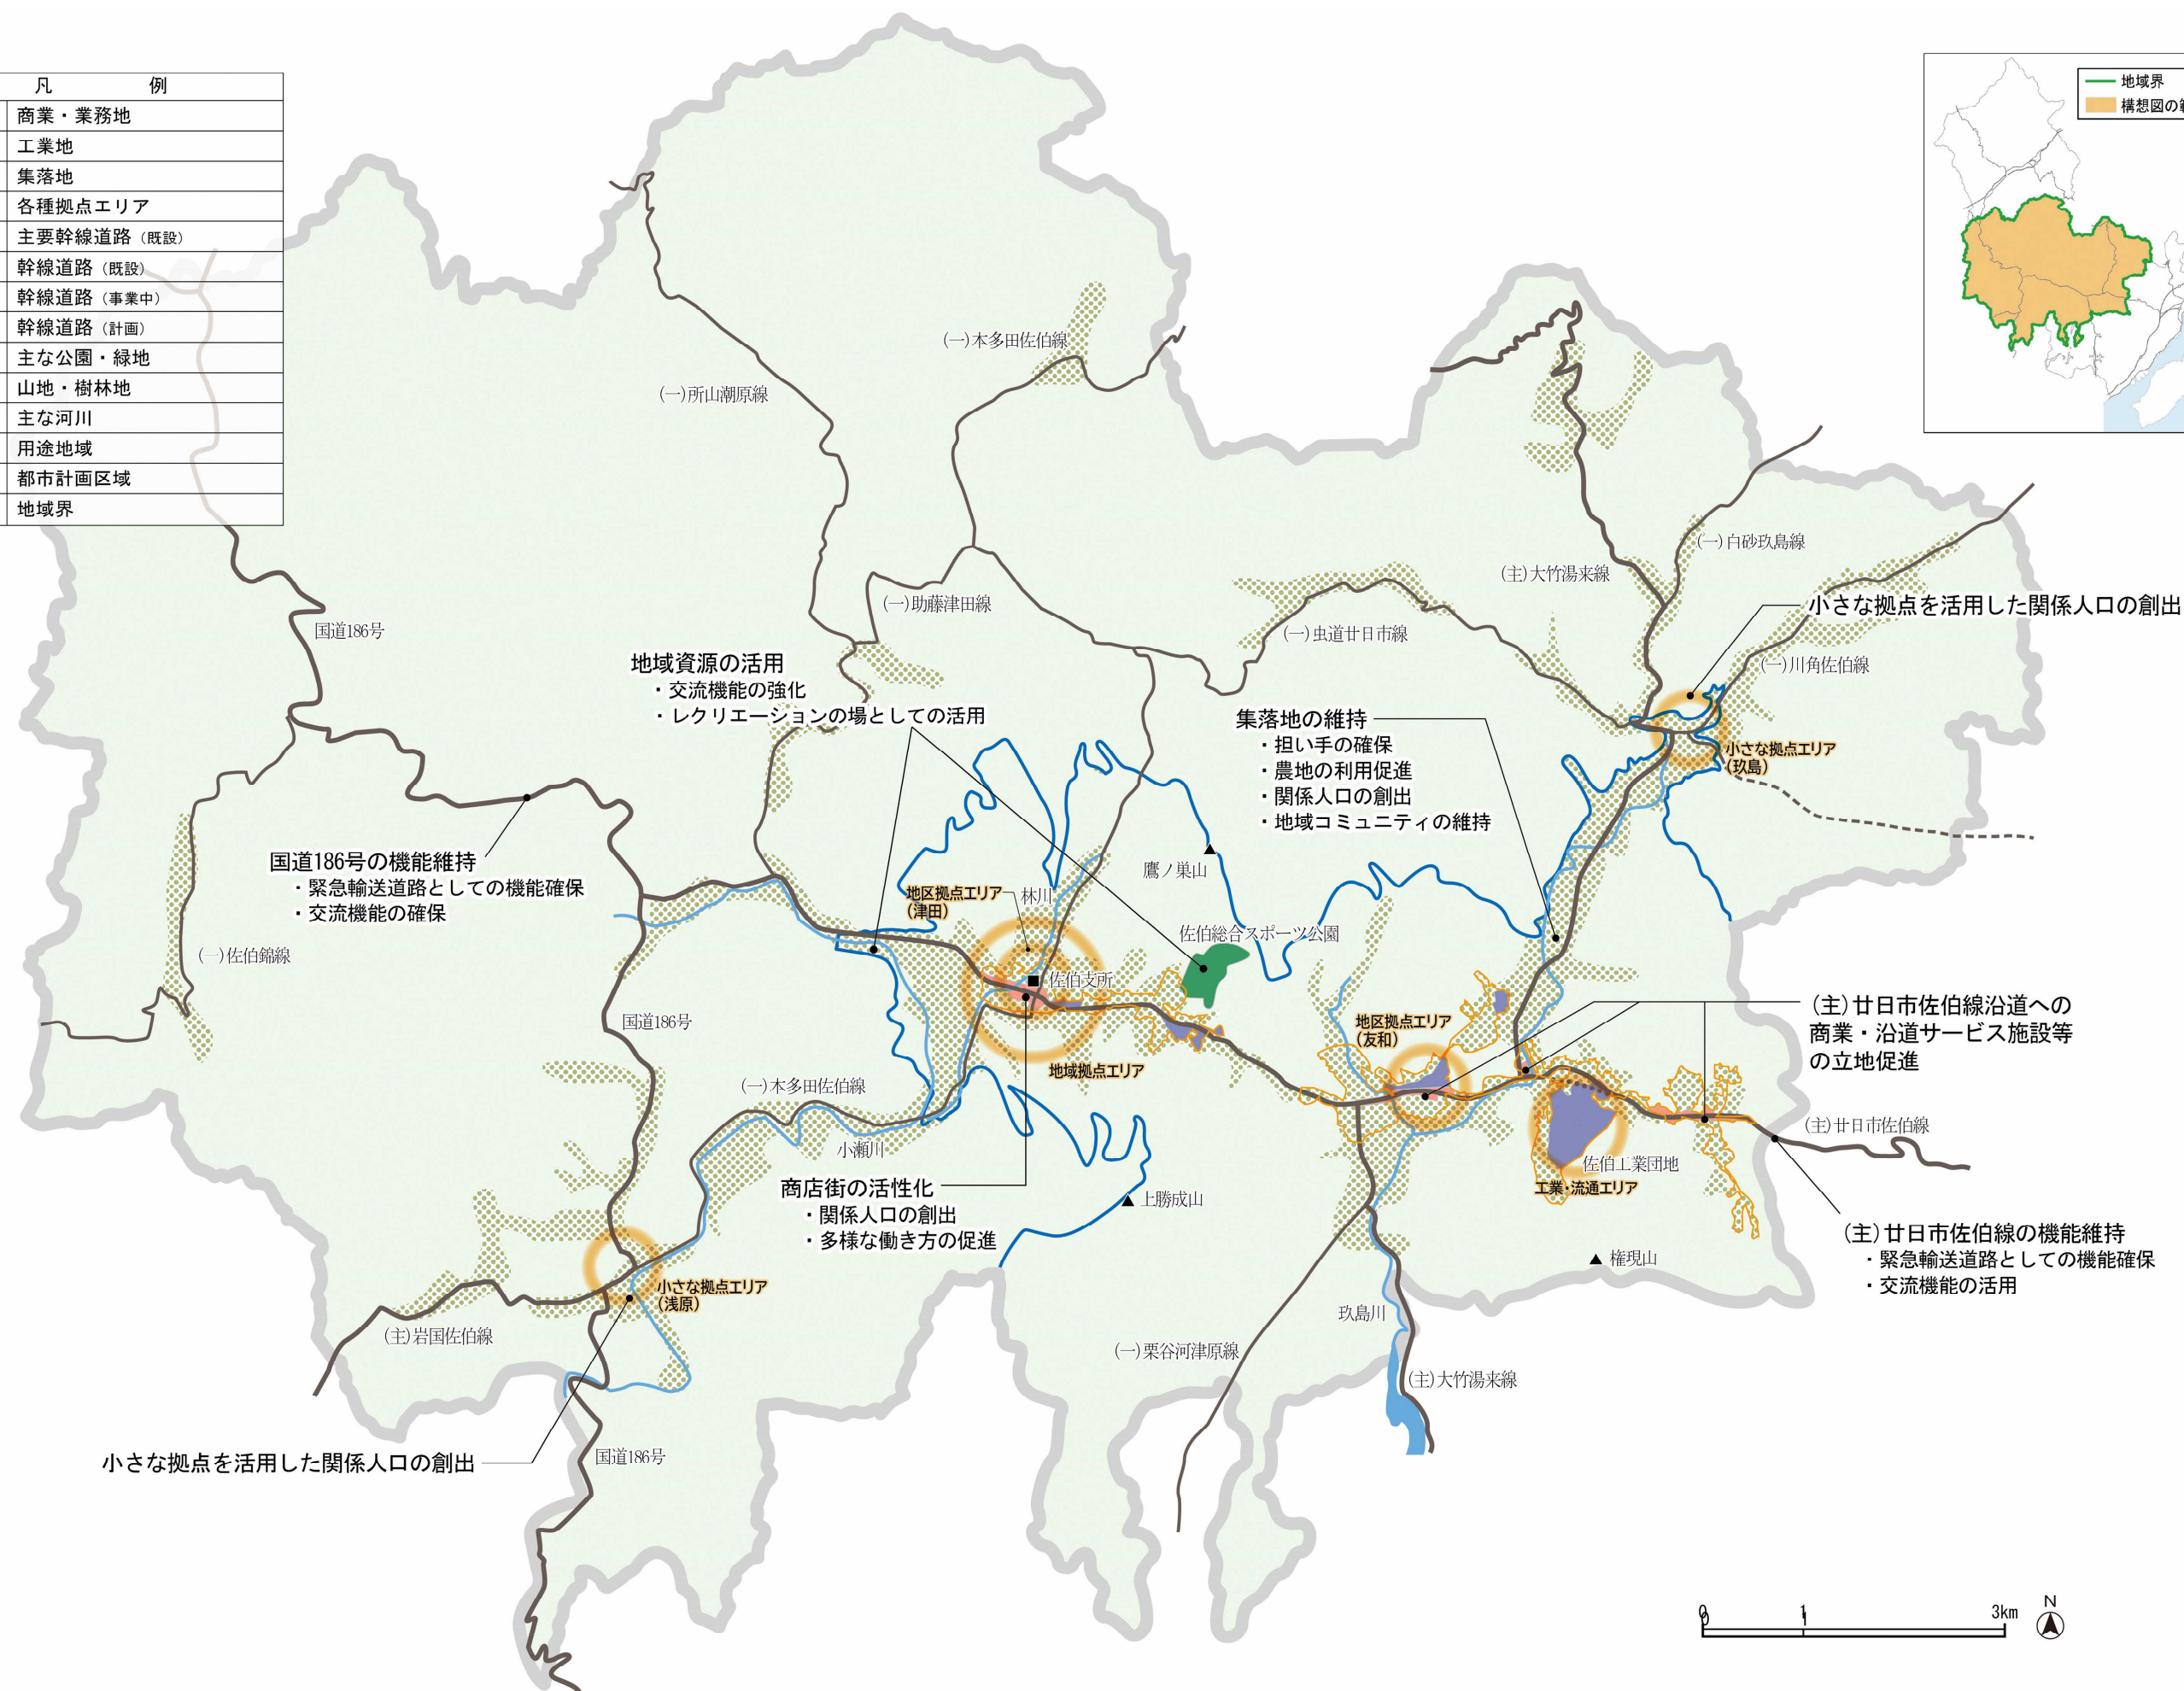 凡 例
商業・業務地
工業地
集落地
各種拠点エリア
主要幹線道路（既設）
幹線道路（既設）
幹線道路（事業中）
幹線道路（計画）
主な公園・緑地
山地・樹林地
主な河川
用途地域
都市計画区域
地域界
地域界
構想図の
(一)本多田佐伯線
(一)所山潮原線
(一)白砂玖島線
(主)大竹湯来線
(一)助藤津田線
小さな拠点を活用した関係人口の創出
国道186号
(一)虫道廿日市線
(一)川角佐伯線
地域資源の活用
・交流機能の強化
・レクリエーションの場としての活用
集落地の維持
・担い手の確保
・農地の利用促進
・関係人口の創出
・地域コミュニティの維持
小さな拠点エリア
(玖島)
国道186号の機能維持
・緊急輸送道路としての機能確保
・交流機能の確保
鷹ノ巣山
地区拠点エリア
(津田)
林川
佐伯総合スポーツ公園
(一)佐伯錦線
佐伯支所
国道186号
地区拠点エリア
(友和)
(主)廿日市佐伯線沿道への
商業・沿道サービス施設等
の立地促進
地域拠点エリア
(一)本多田佐伯線
小瀬川
(主)廿日市佐伯線
佐伯工業団地
工業・流通エリア
商店街の活性化
・関係人口の創出
・多様な働き方の促進
上勝成山
(主)廿日市佐伯線の機能維持
・緊急輸送道路としての機能確保
・交流機能の活用
権現山
小さな拠点エリア
(浅原)
(主)岩国佐伯線
玖島川
(一)栗谷河津原線
(主)大竹湯来線
小さな拠点を活用した関係人口の創出
国道186号
0 1 3km
N